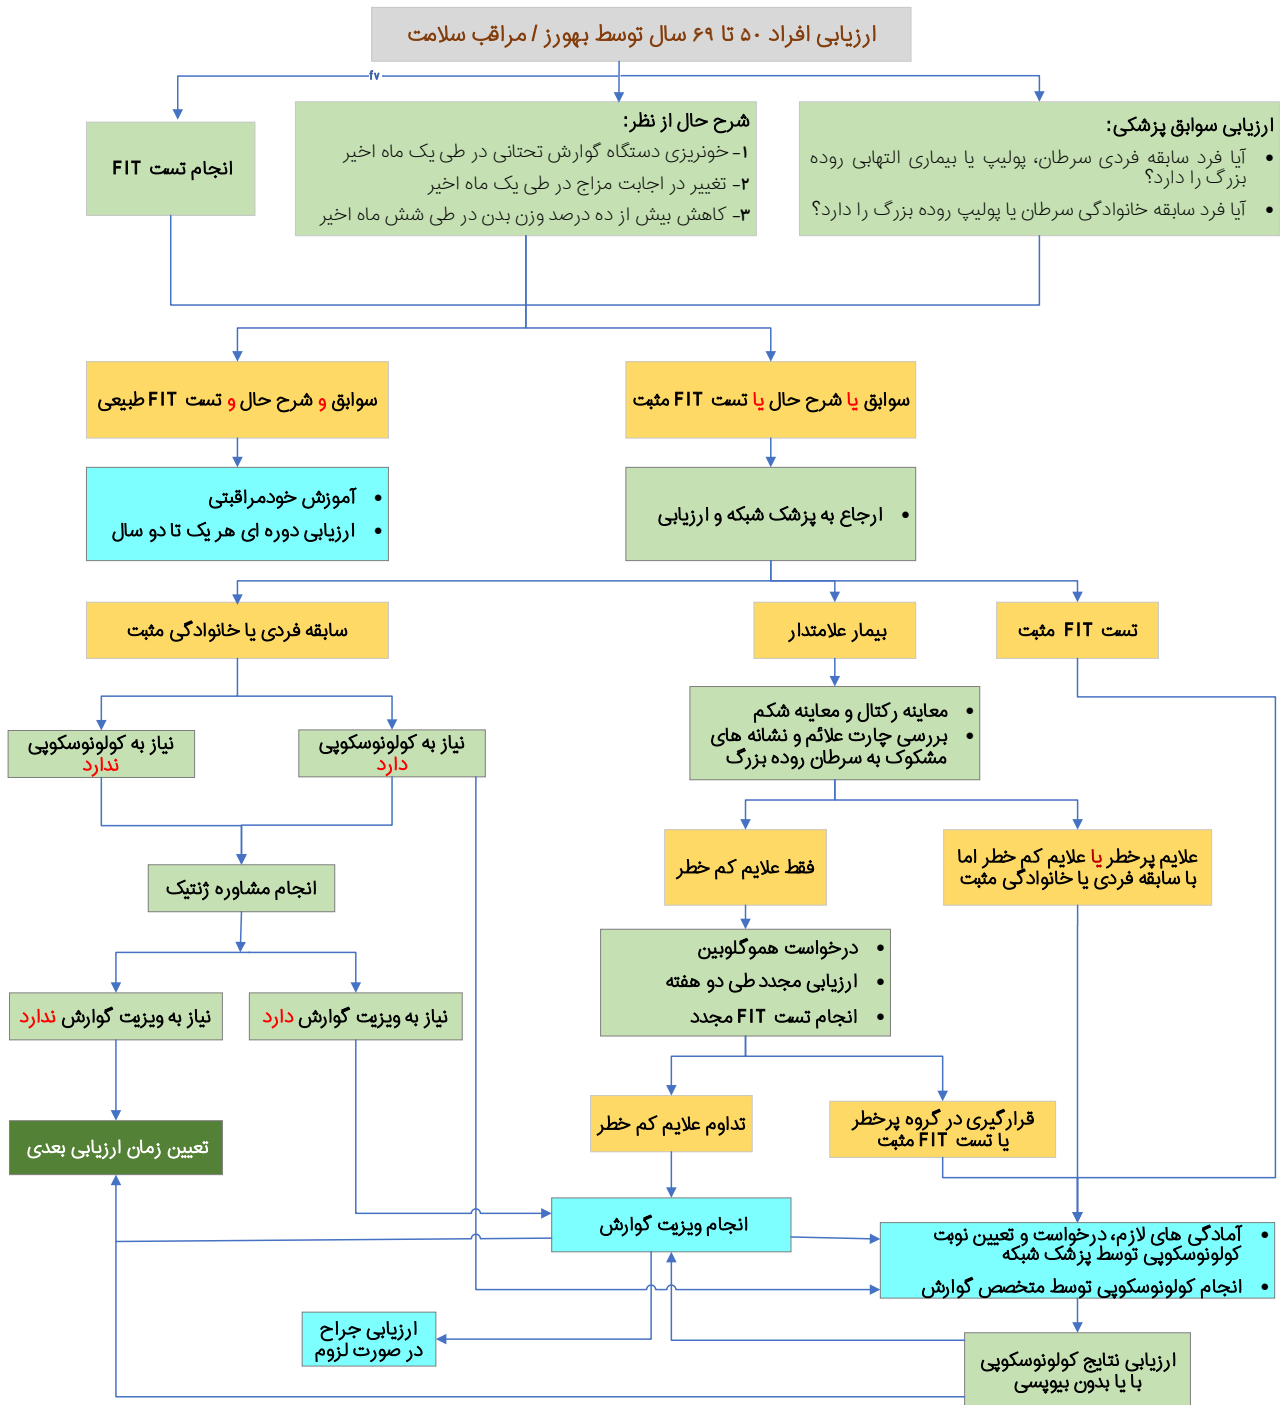 ارزیابی افراد ۵۰ تا ۶۹ سال توسط بهورز / مراقب سلامت
fv
ارزیابی سوابق پزشکی:
• آیا فرد سابقه فردی سرطان، پولیپ یا بیماری التهابی روده
بزرگ را دارد؟
• آیا فرد سابقه خانوادگی سرطان یا پولیپ روده بزرگ را دارد؟
شرح حال از نظر:
۱- خونریزی دستگاه گوارش تحتانی در طی یک ماه اخیر
۲- تغییر در اجابت مزاج در طی یک ماه اخیر
۳- کاهش بیش از ده درصد وزن بدن در طی شش ماه اخیر
انجام تست FIT
سوابق یا شرح حال یا تست FIT مثبت
سوابق و شرح حال و تست FIT طبیعی
• ارجاع به پزشک شبکه و ارزیابی
• آموزش خودمراقبتی
• ارزیابی دوره ای هر یک تا دو سال
تست FIT مثبت
بیمار علامتدار
سابقه فردی یا خانوادگی مثبت
• معاینه رکتال و معاینه شکم
• بررسی چارت علائم و نشانه های
مشکوک به سرطان روده بزرگ
نیاز به کولونوسکوپی
دارد
نیاز به کولونوسکوپی
ندارد
علایم پرخطر یا علایم کم خطر اما
با سابقه فردی یا خانوادگی مثبت
فقط علایم کم خطر
انجام مشاوره ژنتیک
• درخواست هموگلوبین
• ارزیابی مجدد طی دو هفته
• انجام تست FIT مجدد
نیاز به ویزیت گوارش دارد
نیاز به ویزیت گوارش ندارد
قرارگیری در گروه پرخطر
یا تست FIT مثبت
تداوم علایم کم خطر
تعیین زمان ارزیابی بعدی
انجام ویزیت گوارش
• آمادگی های لازم، درخواست و تعیین نوبت
کولونوسکوپی توسط پزشک شبکه
• انجام کولونوسکوپی توسط متخصص گوارش
ارزیابی جراح
در صورت لزوم
ارزیابی نتایج کولونوسکوپی
با یا بدون بیوپسی